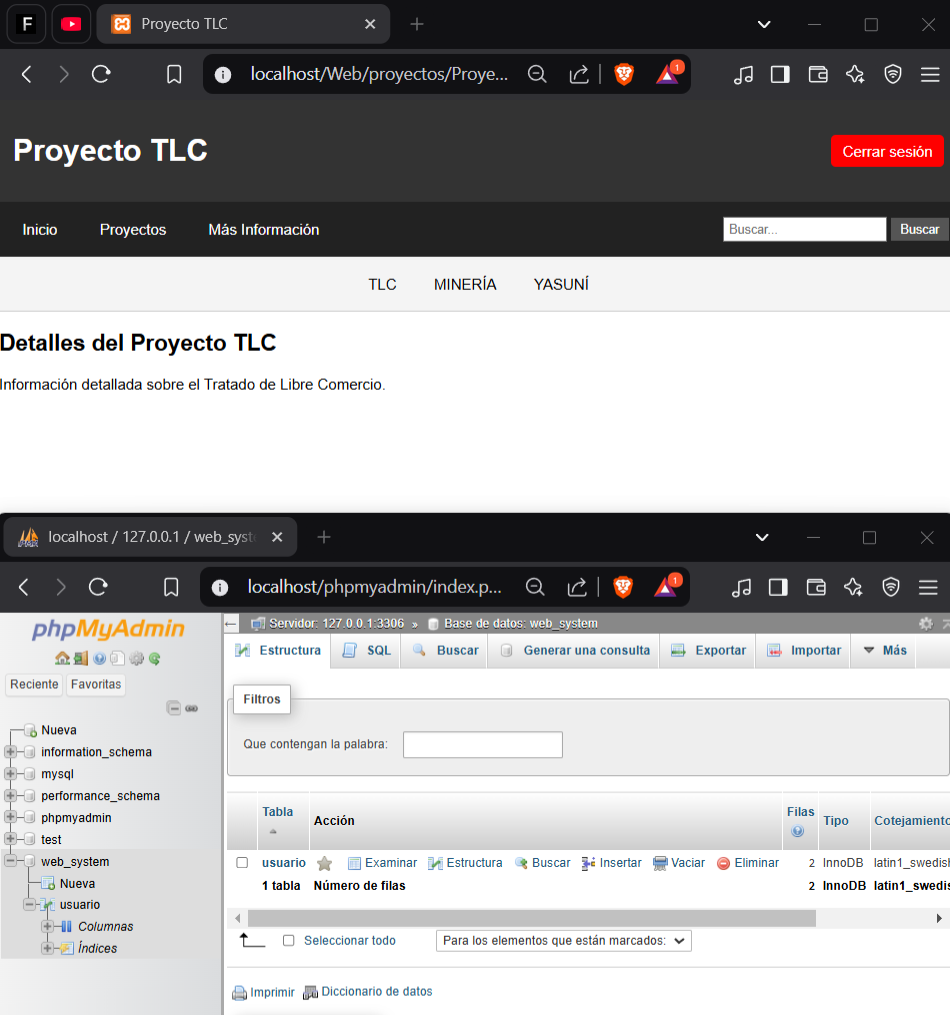 Proyecto TLC
localhost/Web/proyectos/Proye...
1
Proyecto TLC
Cerrar sesión
Inicio
Proyectos
Más Información
Buscar...
Buscar
TLC
MINERÍA
YASUNÍ
Detalles del Proyecto TLC
Información detallada sobre el Tratado de Libre Comercio.
localhost / 127.0.0.1 / web_syst
localhost/phpmyadmin/index.p...
1
phpMyAdmin
Reciente
Favoritas
Nueva
information_schema
mysql
performance_schema
phpmyadmin
test
web_system
Nueva
usuario
Columnas
Índices
Servidor: 127.0.0.1:3306 » Base de datos: web_system
Estructura
SQL
Buscar
Generar una consulta
Exportar
Importar
Más
Filtros
Que contengan la palabra:
Tabla
Acción
Filas
Tipo
Cotejamiento
usuario
Examinar
Estructura
Buscar
Insertar
Vaciar
Eliminar
2
InnoDB
latin1_swedish
1 tabla
Número de filas
2
InnoDB
latin1_swedis
Seleccionar todo
Para los elementos que están marcados:
Imprimir
Diccionario de datos